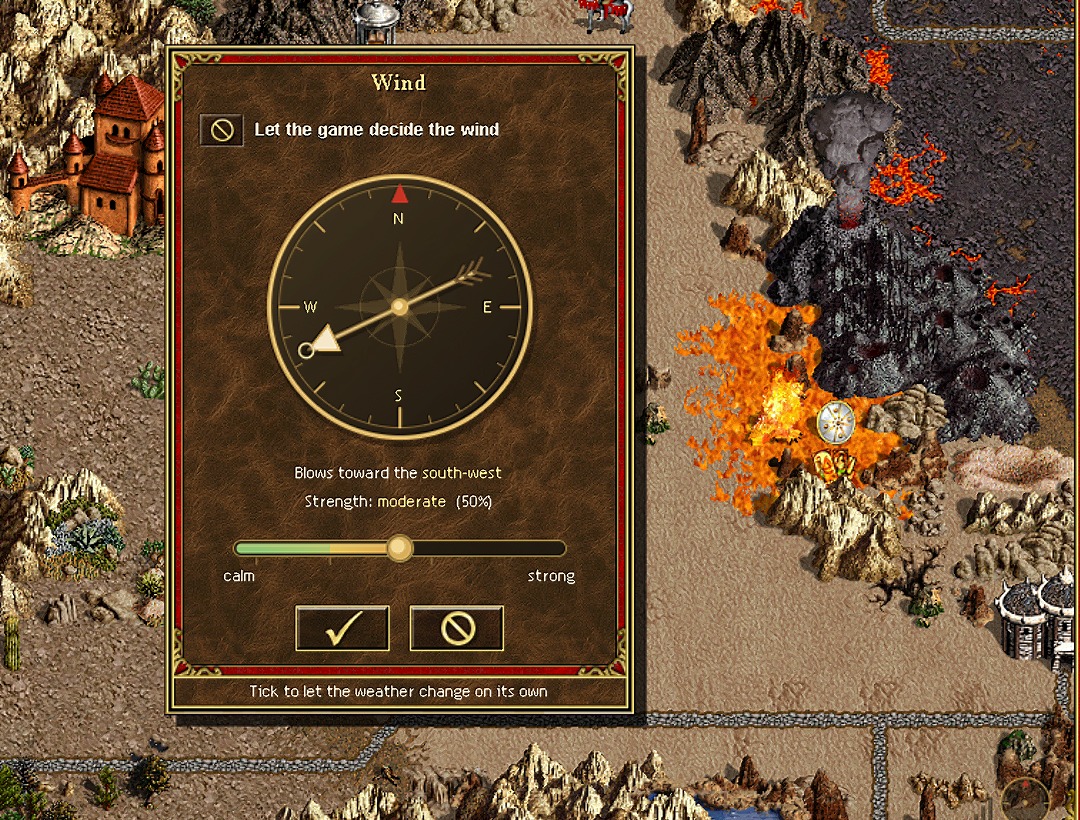 Wind
Let the game decide the wind
N
W
E
S
Blows toward the south-west
Strength: moderate (50%)
calm
strong
Tick to let the weather change on its own